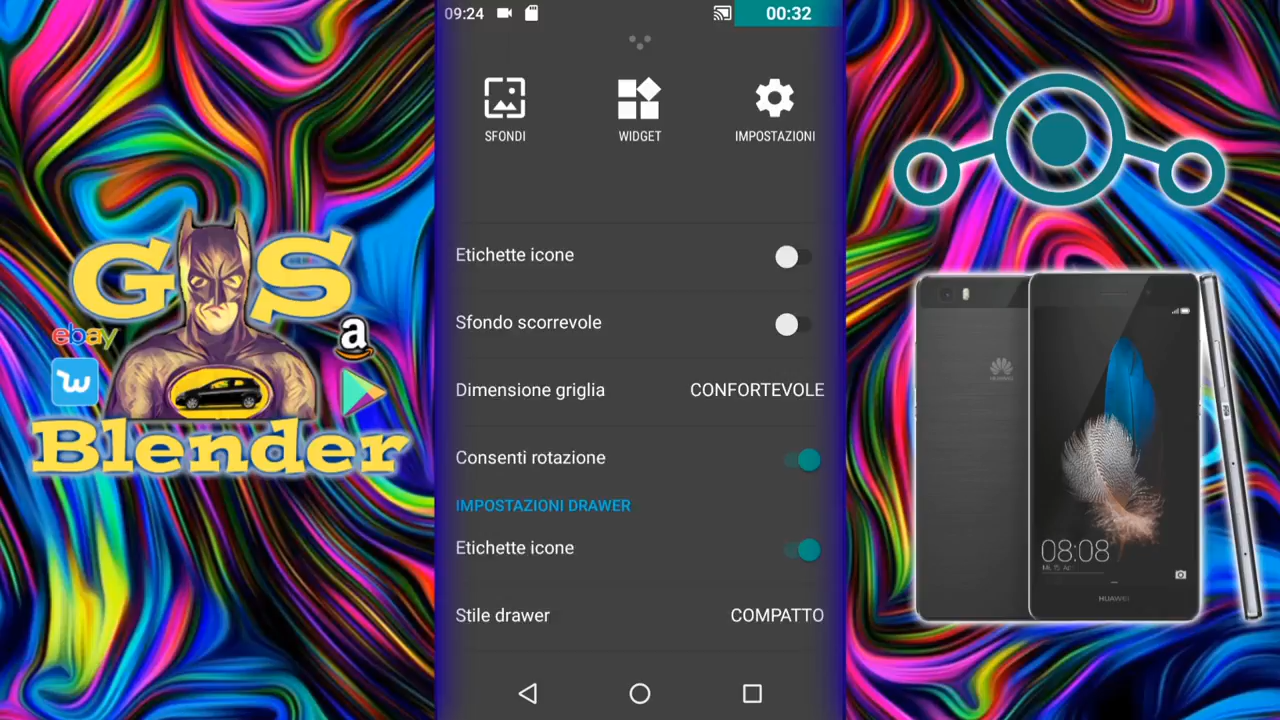 09:24
00:32
SFONDI
WIDGET
IMPOSTAZIONI
Etichette icone
Sfondo scorrevole
Dimensione griglia CONFORTEVOLE
Consenti rotazione
IMPOSTAZIONI DRAWER
Etichette icone
Stile drawer COMPATTO
G S
ebay
a
w
Blender
08:08
HUAWEI